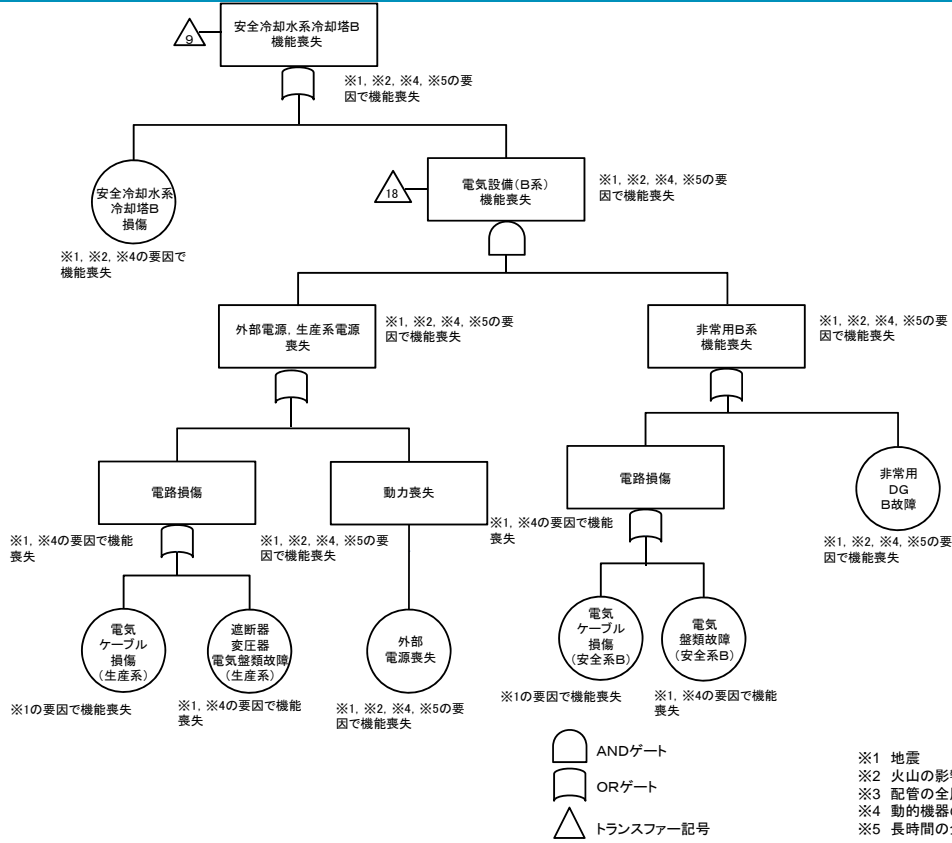 安全冷却水系冷却塔B
機能喪失
9
※1, ※2, ※4, ※5の要
因で機能喪失
安全冷却水系
冷却塔B
損傷
※1, ※2, ※4の要因で
機能喪失
電気設備(B系)
機能喪失
18
※1, ※2, ※4, ※5の要
因で機能喪失
外部電源, 生産系電源
喪失
※1, ※2, ※4, ※5の要
因で機能喪失
非常用B系
機能喪失
※1, ※2, ※4, ※5の要
因で機能喪失
電路損傷
※1, ※4の要因で機能
喪失
動力喪失
※1, ※2, ※4, ※5の要
因で機能喪失
電路損傷
※1, ※4の要因で機能
喪失
非常用
DG
B故障
※1, ※2, ※4, ※5の要
因で機能喪失
電気
ケーブル
損傷
(生産系)
※1の要因で機能喪失
遮断器
変圧器
電気盤類故障
(生産系)
※1, ※4の要因で機能
喪失
外部
電源喪失
※1, ※2, ※4, ※5の要
因で機能喪失
電気
ケーブル
損傷
(安全系B)
※1の要因で機能喪失
電気
盤類故障
(安全系B)
※1, ※4の要因で機能
喪失
ANDゲート
ORゲート
トランスファー記号
※1 地震
※2 火山の影
※3 配管の全
※4 動的機器
※5 長時間の